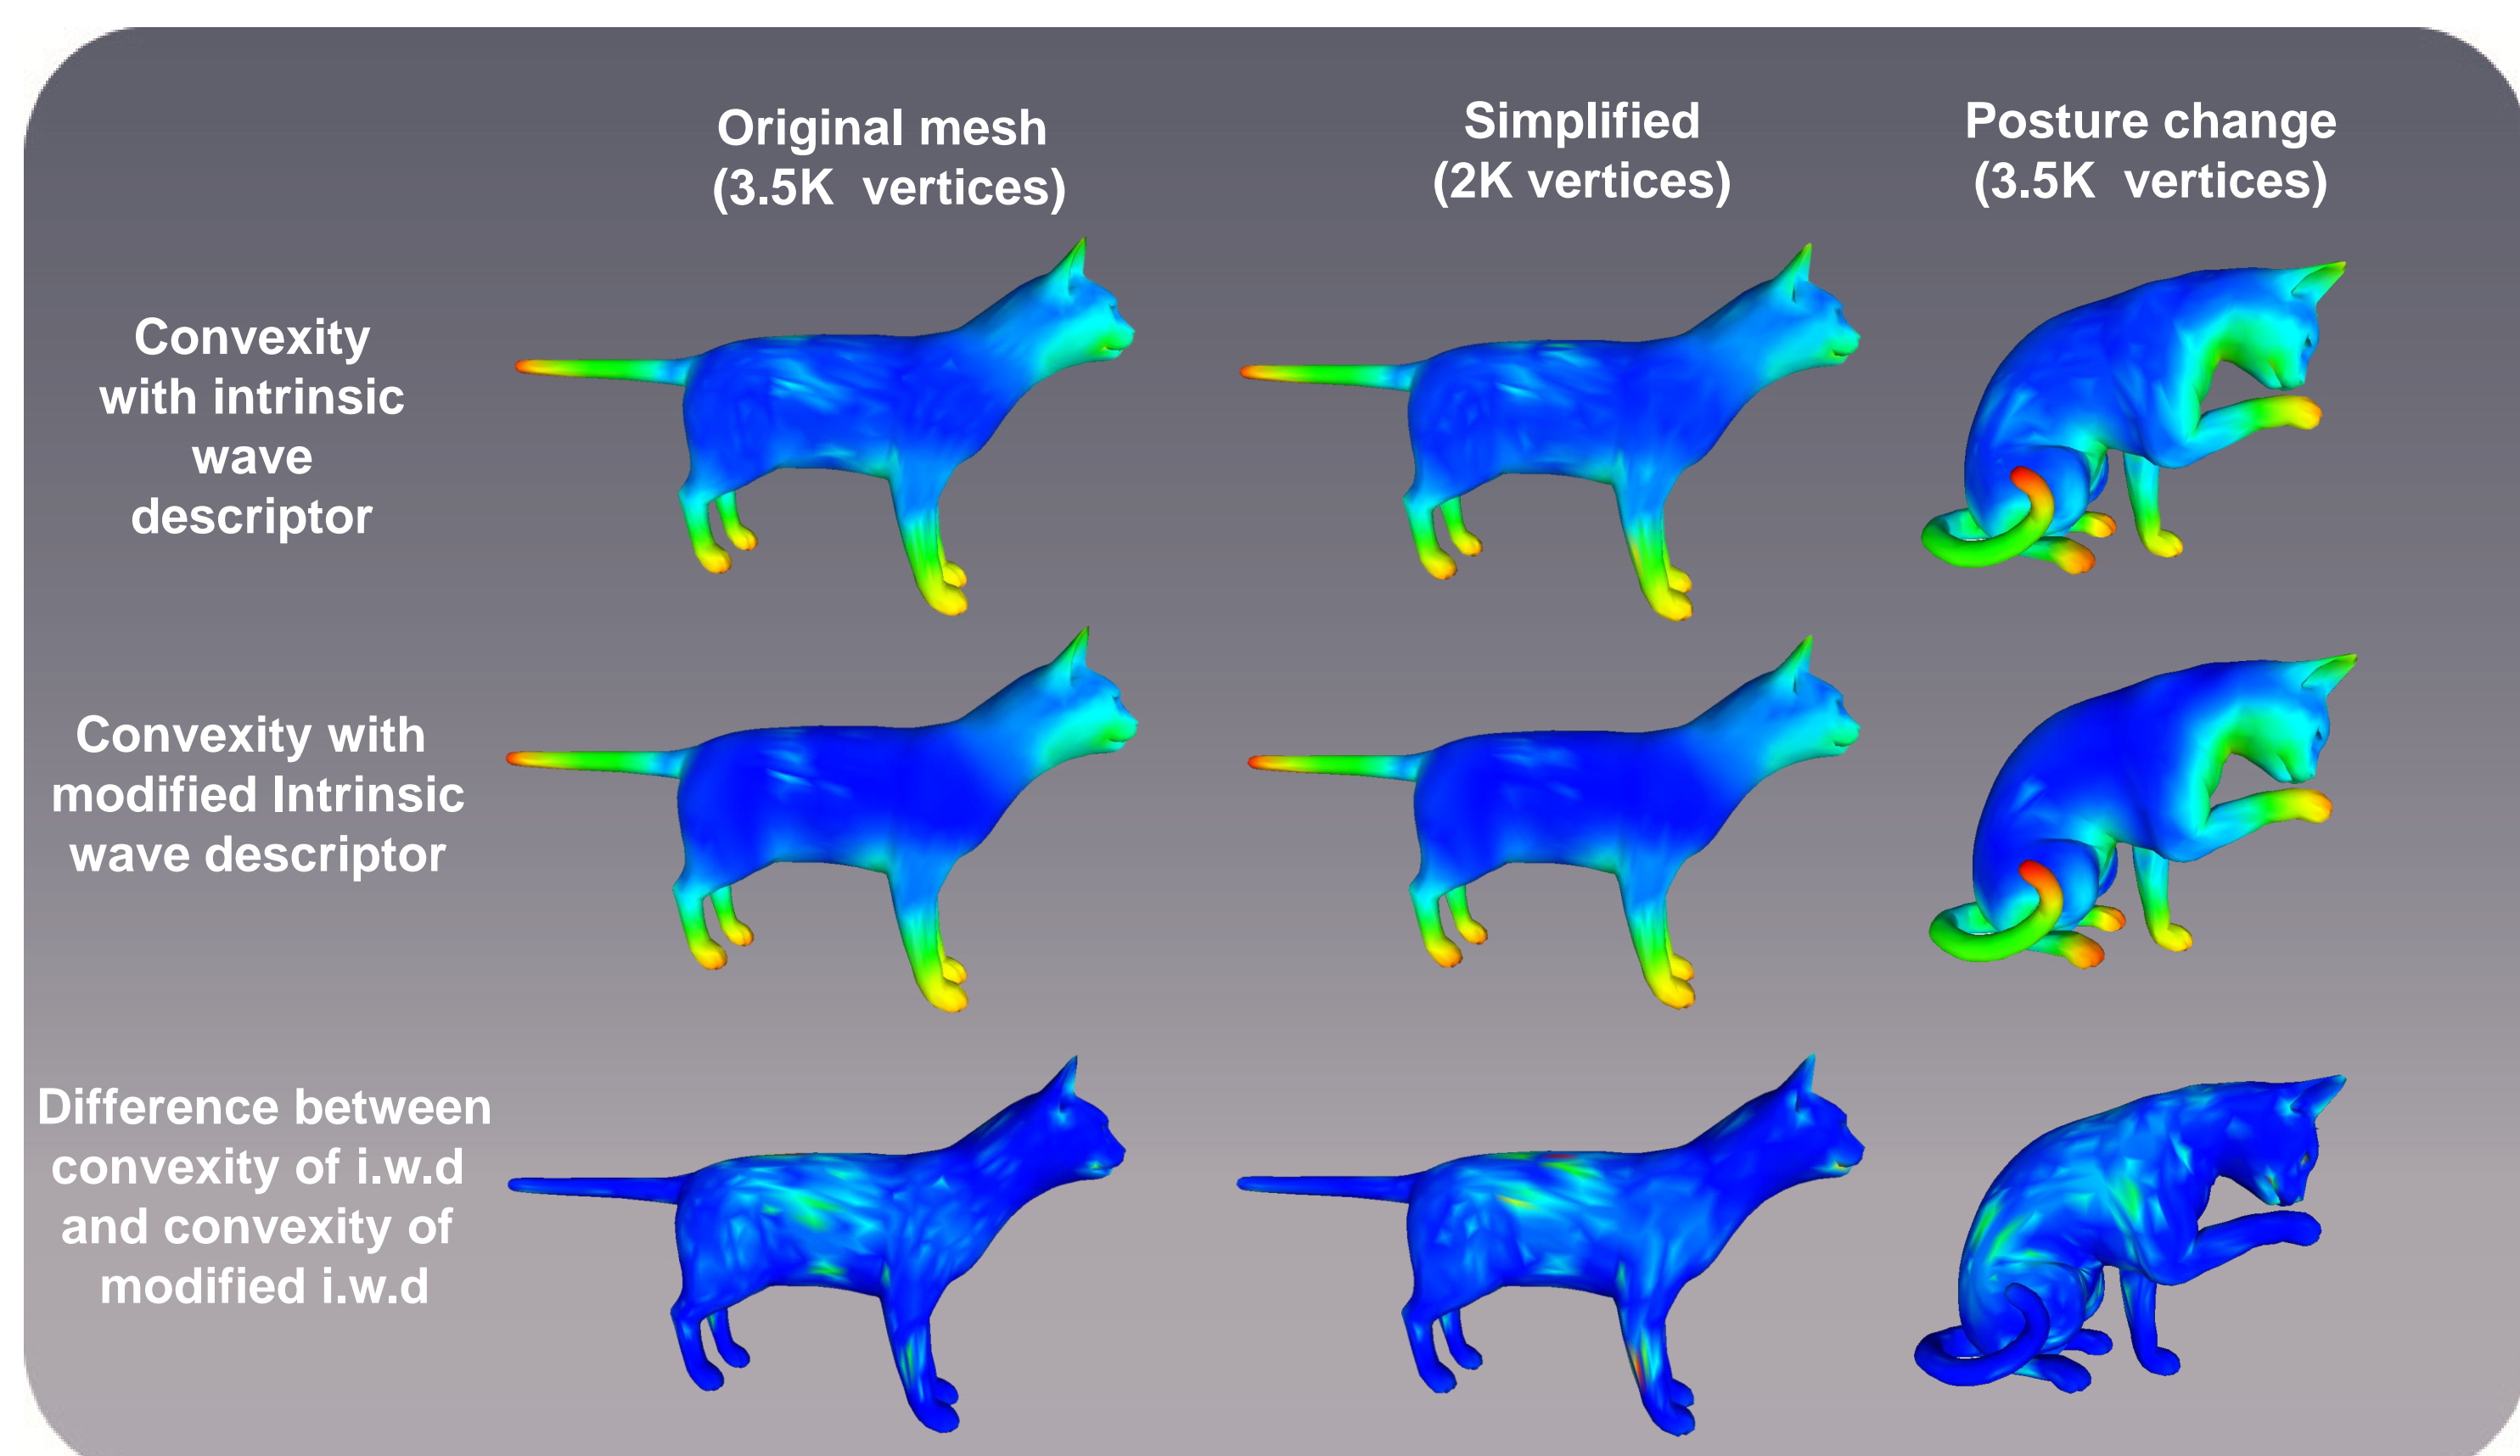 Original mesh
(3.5K vertices)
Simplified
(2K vertices)
Posture change
(3.5K vertices)
Convexity
with intrinsic
wave
descriptor
Convexity with
modified Intrinsic
wave descriptor
Difference between
convexity of i.w.d
and convexity of
modified i.w.d